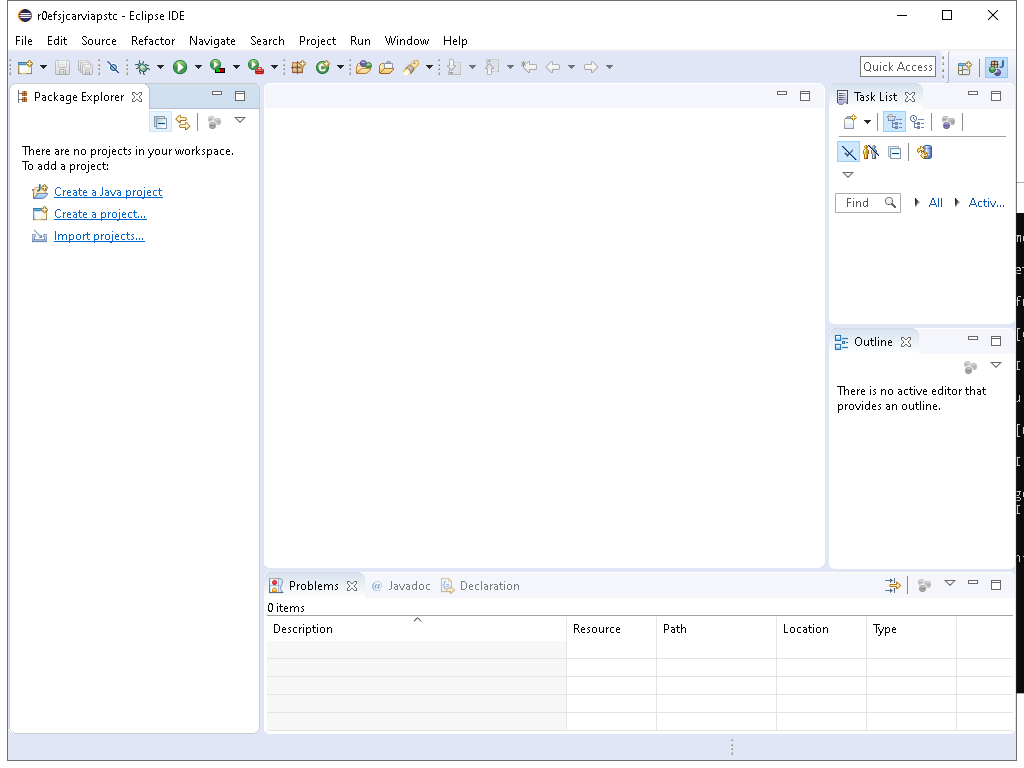 r0efsjcarviapstc - Eclipse IDE
File Edit Source Refactor Navigate Search Project Run Window Help
Quick Access
Package Explorer
There are no projects in your workspace.
To add a project:
Create a Java project
Create a project...
Import projects...
Task List
Find All Activ...
Outline
There is no active editor that
provides an outline.
Problems @ Javadoc Declaration
0 items
Description Resource Path Location Type